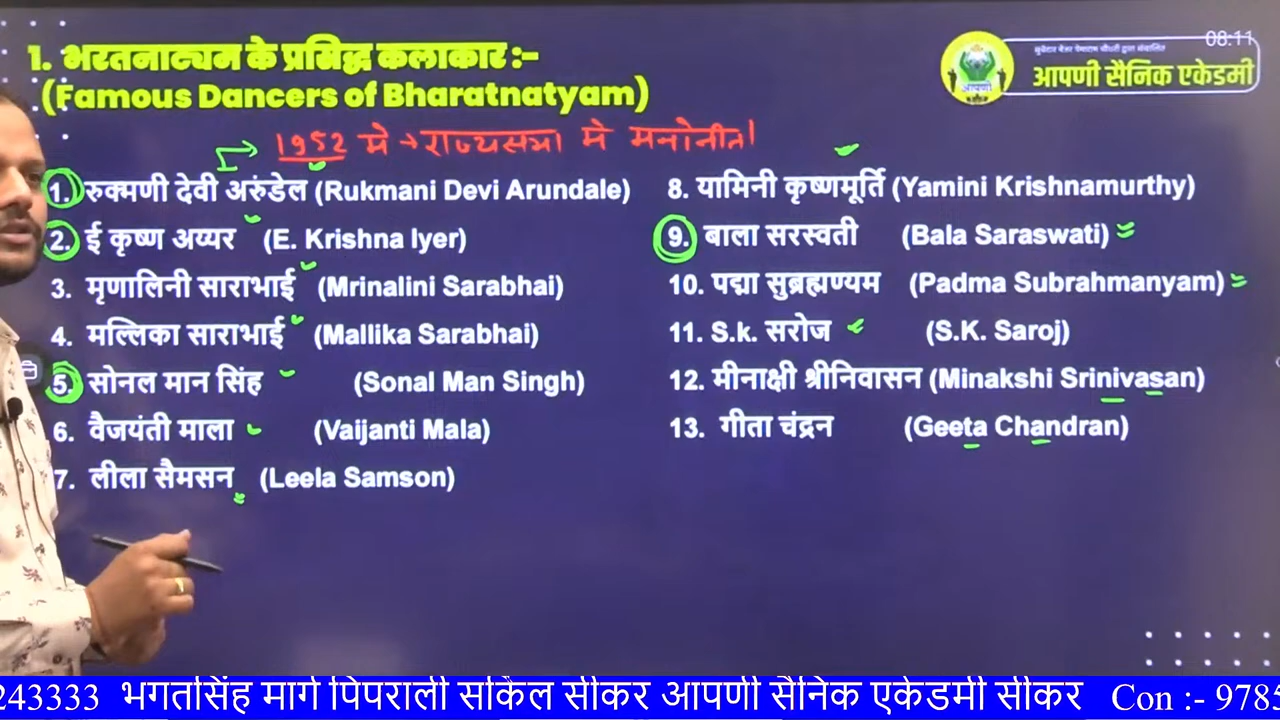 1. भरतनाट्यम के प्रसिद्ध कलाकार :-
(Famous Dancers of Bharatnatyam)
08:11
आपणी सैनिक एकेडमी
आपणी
1952 में → राज्यसभा में मनोनीत।
1. रुक्मणी देवी अरुंडेल (Rukmani Devi Arundale)
2. ई कृष्ण अय्यर (E. Krishna Iyer)
3. मृणालिनी साराभाई (Mrinalini Sarabhai)
4. मल्लिका साराभाई (Mallika Sarabhai)
5. सोनल मान सिंह (Sonal Man Singh)
6. वैजयंती माला (Vaijanti Mala)
7. लीला सैमसन (Leela Samson)
8. यामिनी कृष्णमूर्ति (Yamini Krishnamurthy)
9. बाला सरस्वती (Bala Saraswati)
10. पद्मा सुब्रह्मण्यम (Padma Subrahmanyam)
11. S.k. सरोज (S.K. Saroj)
12. मीनाक्षी श्रीनिवासन (Minakshi Srinivasan)
13. गीता चंद्रन (Geeta Chandran)
243333 भगतसिंह मार्ग पिपराली सर्किल सीकर आपणी सैनिक एकेडमी सीकर Con :- 9785